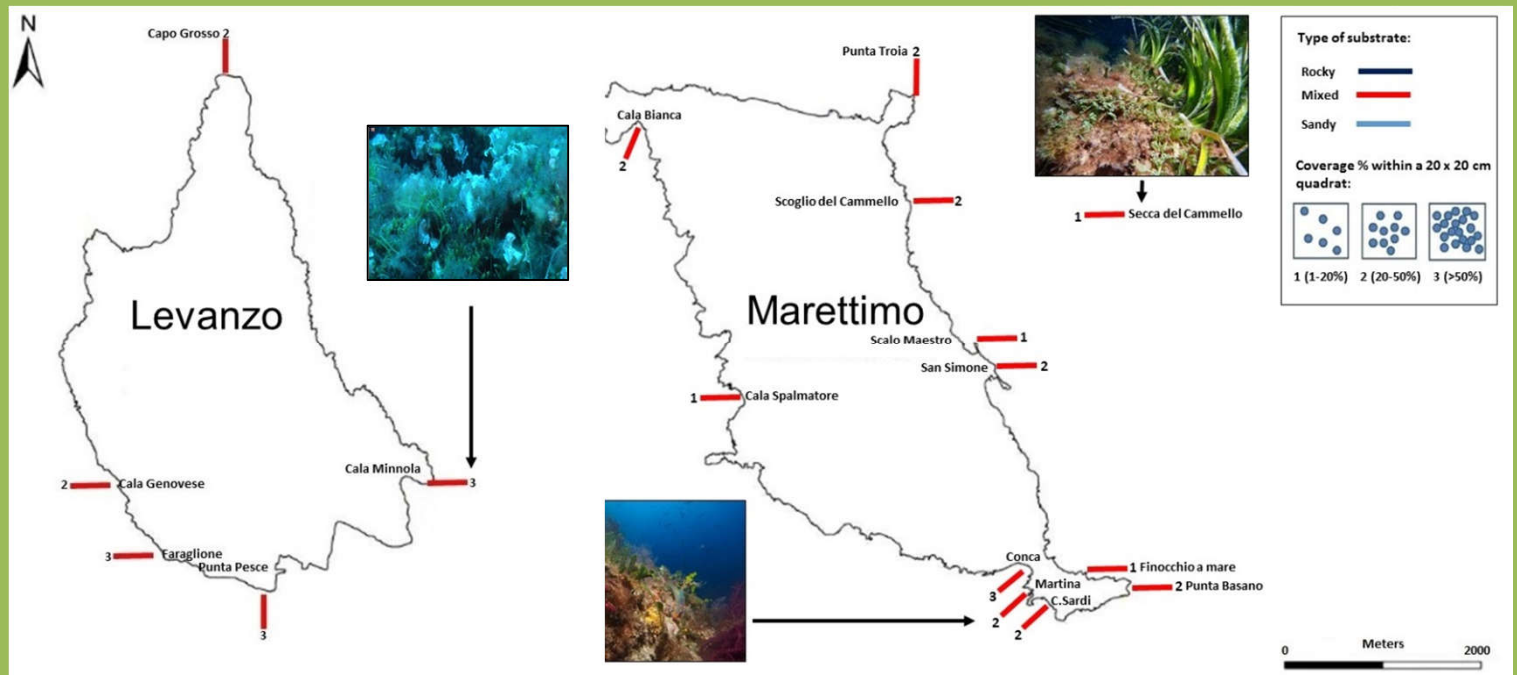 N
Capo Grosso 2
Levanzo
2 Cala Genovese
Cala Minnola 3
3 Faraglione
Punta Pesce
3
Punta Troia 2
Cala Bianca
2
Scoglio del Cammello 2
1 Secca del Cammello
Marettimo
Scalo Maestro 1
San Simone 2
1 Cala Spalmatore
Conca
3
1 Finocchio a mare
Martina
2
2 Punta Basano
C.Sardi
2
Type of substrate:
Rocky
Mixed
Sandy
Coverage % within a 20 x 20 cm
quadrat:
1 (1-20%) 2 (20-50%) 3 (>50%)
Meters
0 2000